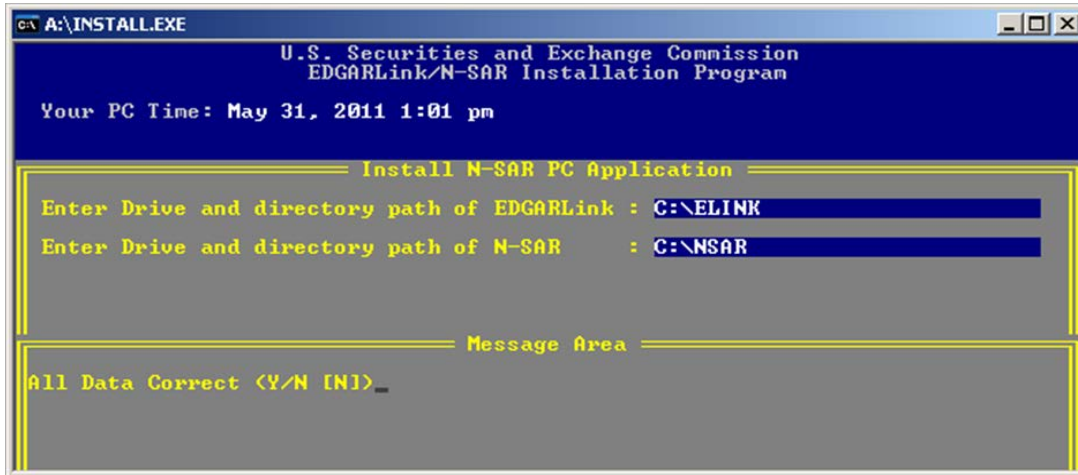 A:\INSTALL.EXE
U.S. Securities and Exchange Commission
EDGARLink/N-SAR Installation Program
Your PC Time: May 31, 2011 1:01 pm
Install N-SAR PC Application
Enter Drive and directory path of EDGARLink : C:\ELINK
Enter Drive and directory path of N-SAR : C:\NSAR
Message Area
All Data Correct (Y/N [N])_